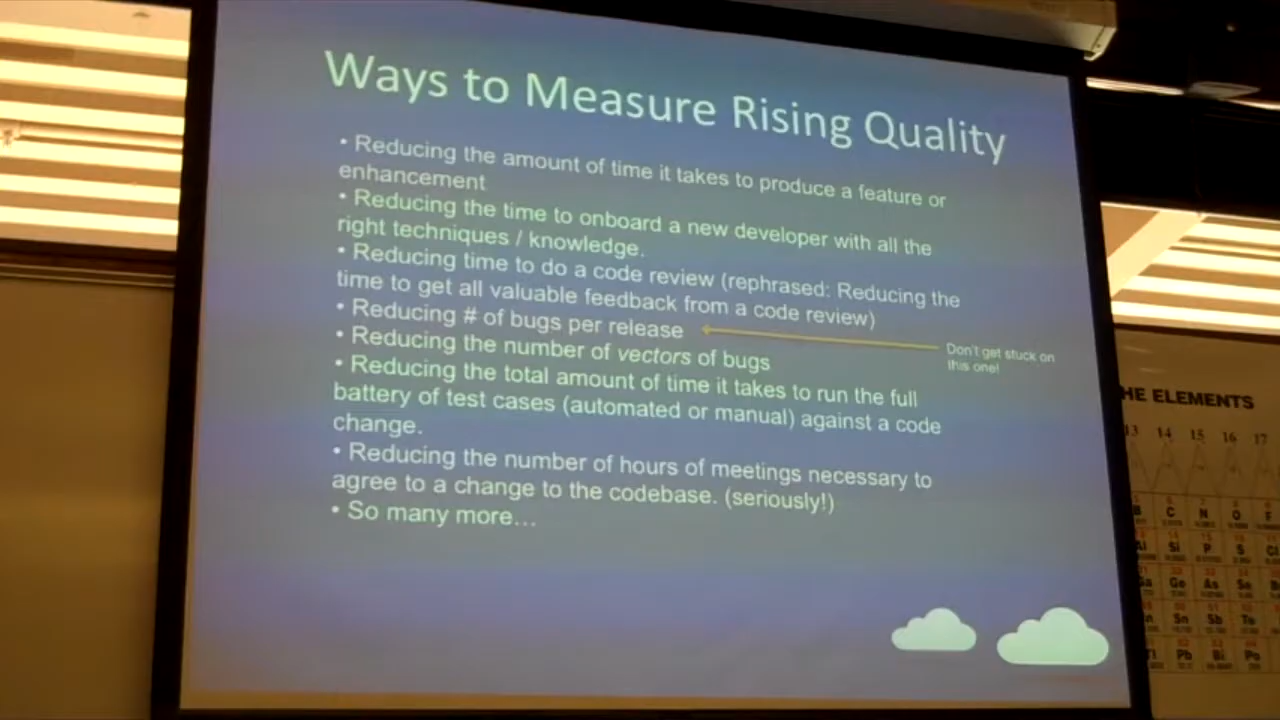 Ways to Measure Rising Quality
• Reducing the amount of time it takes to produce a feature or
enhancement
• Reducing the time to onboard a new developer with all the
right techniques / knowledge.
• Reducing time to do a code review (rephrased: Reducing the
time to get all valuable feedback from a code review)
• Reducing # of bugs per release
Don't get stuck on
this one!
• Reducing the number of vectors of bugs
• Reducing the total amount of time it takes to run the full
battery of test cases (automated or manual) against a code
change.
• Reducing the number of hours of meetings necessary to
agree to a change to the codebase. (seriously!)
• So many more...
HE ELEMENTS
13 14 15 16 17
B C N O F
Al Si P S Cl
Ga Ge As Se
Sn Sb Te
Tl Pb Bi Po